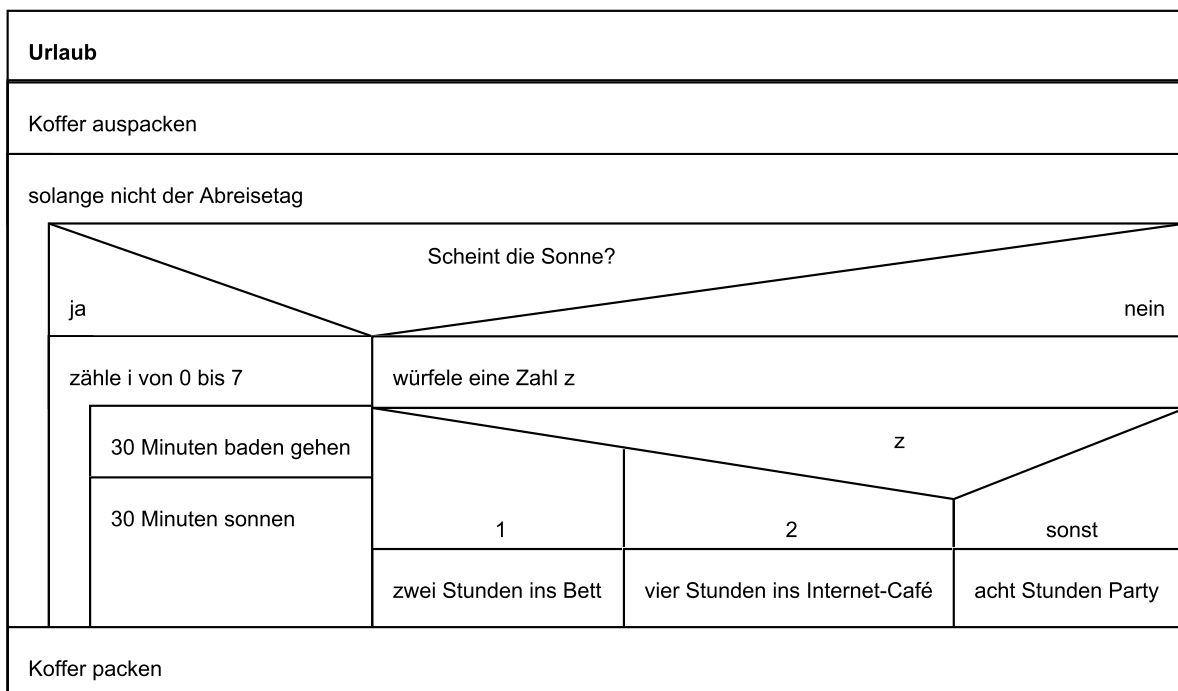 Urlaub
Koffer auspacken
solange nicht der Abreisetag
Scheint die Sonne?
ja
nein
zähle i von 0 bis 7
würfele eine Zahl z
30 Minuten baden gehen
z
30 Minuten sonnen
1
2
sonst
zwei Stunden ins Bett
vier Stunden ins Internet-Café
acht Stunden Party
Koffer packen